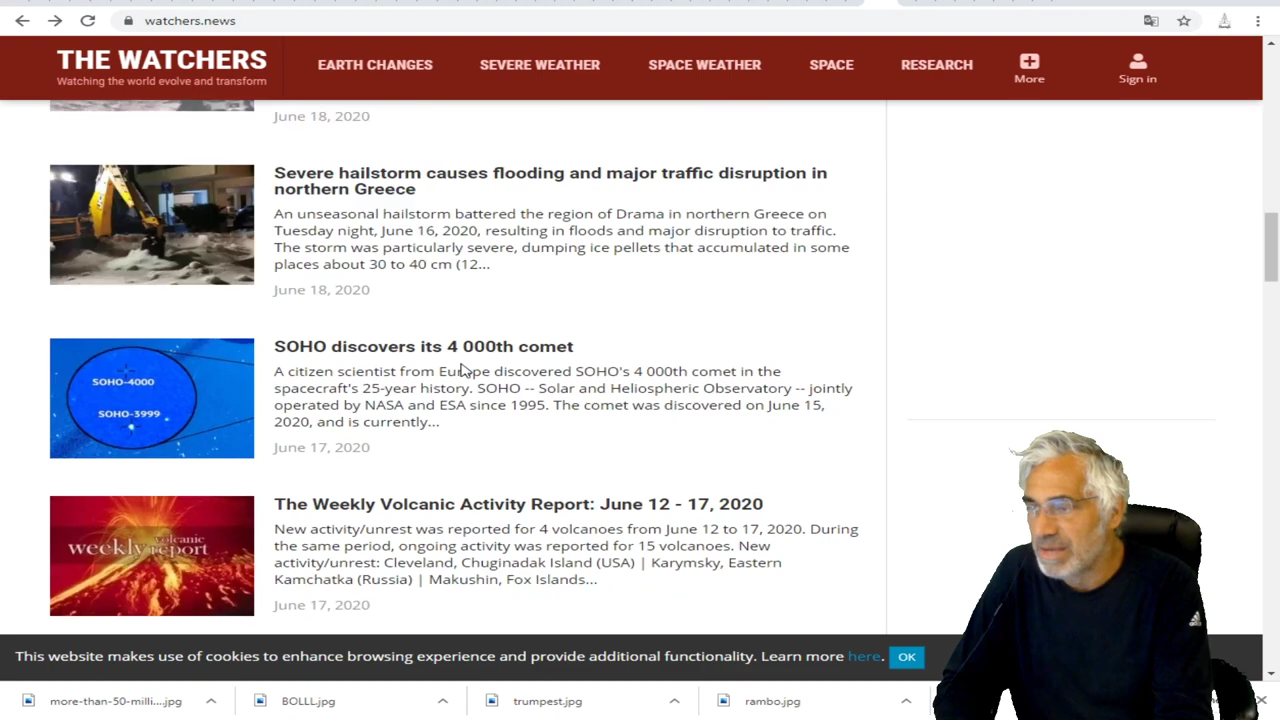 watchers.news
THE WATCHERS
Watching the world evolve and transform
EARTH CHANGES
SEVERE WEATHER
SPACE WEATHER
SPACE
RESEARCH
More
Sign in
June 18, 2020
Severe hailstorm causes flooding and major traffic disruption in
northern Greece
An unseasonal hailstorm battered the region of Drama in northern Greece on
Tuesday night, June 16, 2020, resulting in floods and major disruption to traffic.
The storm was particularly severe, dumping ice pellets that accumulated in some
places about 30 to 40 cm (12...
June 18, 2020
SOHO-4000
SOHO-3999
SOHO discovers its 4 000th comet
A citizen scientist from Europe discovered SOHO's 4 000th comet in the
spacecraft's 25-year history. SOHO -- Solar and Heliospheric Observatory -- jointly
operated by NASA and ESA since 1995. The comet was discovered on June 15,
2020, and is currently...
June 17, 2020
volcanic
weekly report
The Weekly Volcanic Activity Report: June 12 - 17, 2020
New activity/unrest was reported for 4 volcanoes from June 12 to 17, 2020. During
the same period, ongoing activity was reported for 15 volcanoes. New
activity/unrest: Cleveland, Chuginadak Island (USA) | Karymsky, Eastern
Kamchatka (Russia) | Makushin, Fox Islands...
June 17, 2020
This website makes use of cookies to enhance browsing experience and provide additional functionality. Learn more here.
OK
more-than-50-milli....jpg
BOLLL.jpg
trumpest.jpg
rambo.jpg